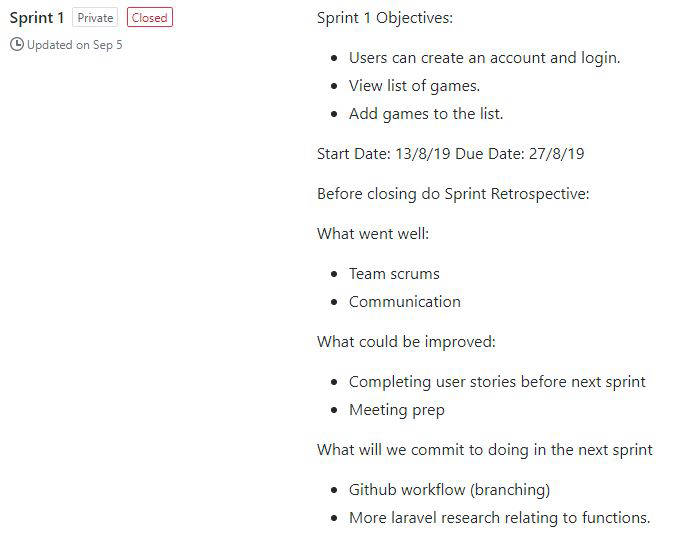 Sprint 1 Private Closed
Updated on Sep 5
Sprint 1 Objectives:
Users can create an account and login.
View list of games.
Add games to the list.
Start Date: 13/8/19 Due Date: 27/8/19
Before closing do Sprint Retrospective:
What went well:
Team scrums
Communication
What could be improved:
Completing user stories before next sprint
Meeting prep
What will we commit to doing in the next sprint
Github workflow (branching)
More laravel research relating to functions.